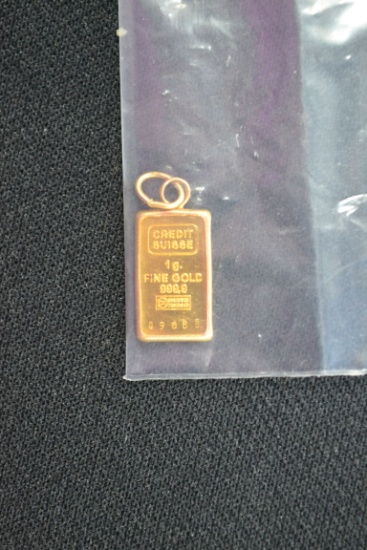 CREDIT
SUISSE
1g.
FINE GOLD
999,9